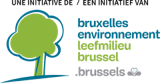 UNE INITIATIVE DE / EEN INITIATIEF VAN
bruxelles
environnement
leefmilieu
brussel
.brussels